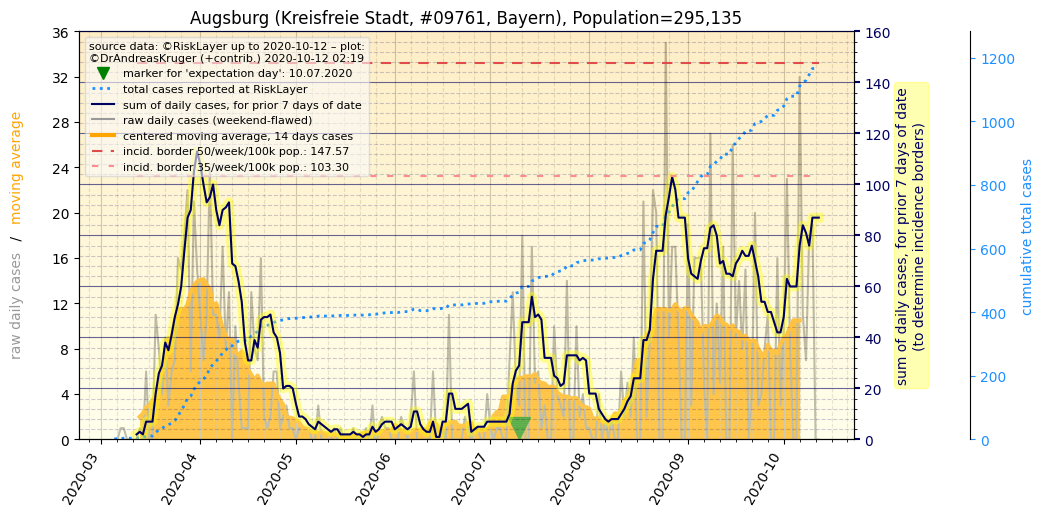 Augsburg (Kreisfreie Stadt, #09761, Bayern), Population=295,135
source data: ©RiskLayer up to 2020-10-12 – plot:
©DrAndreasKruger (+contrib.) 2020-10-12 02:19
marker for 'expectation day': 10.07.2020
total cases reported at RiskLayer
sum of daily cases, for prior 7 days of date
raw daily cases (weekend-flawed)
centered moving average, 14 days cases
incid. border 50/week/100k pop.: 147.57
incid. border 35/week/100k pop.: 103.30
raw daily cases / moving average
36
32
28
24
20
16
12
8
4
0
160
140
120
100
80
60
40
20
0
sum of daily cases, for prior 7 days of date
(to determine incidence borders)
1200
1000
800
600
400
200
0
cumulative total cases
2020-03
2020-04
2020-05
2020-06
2020-07
2020-08
2020-09
2020-10